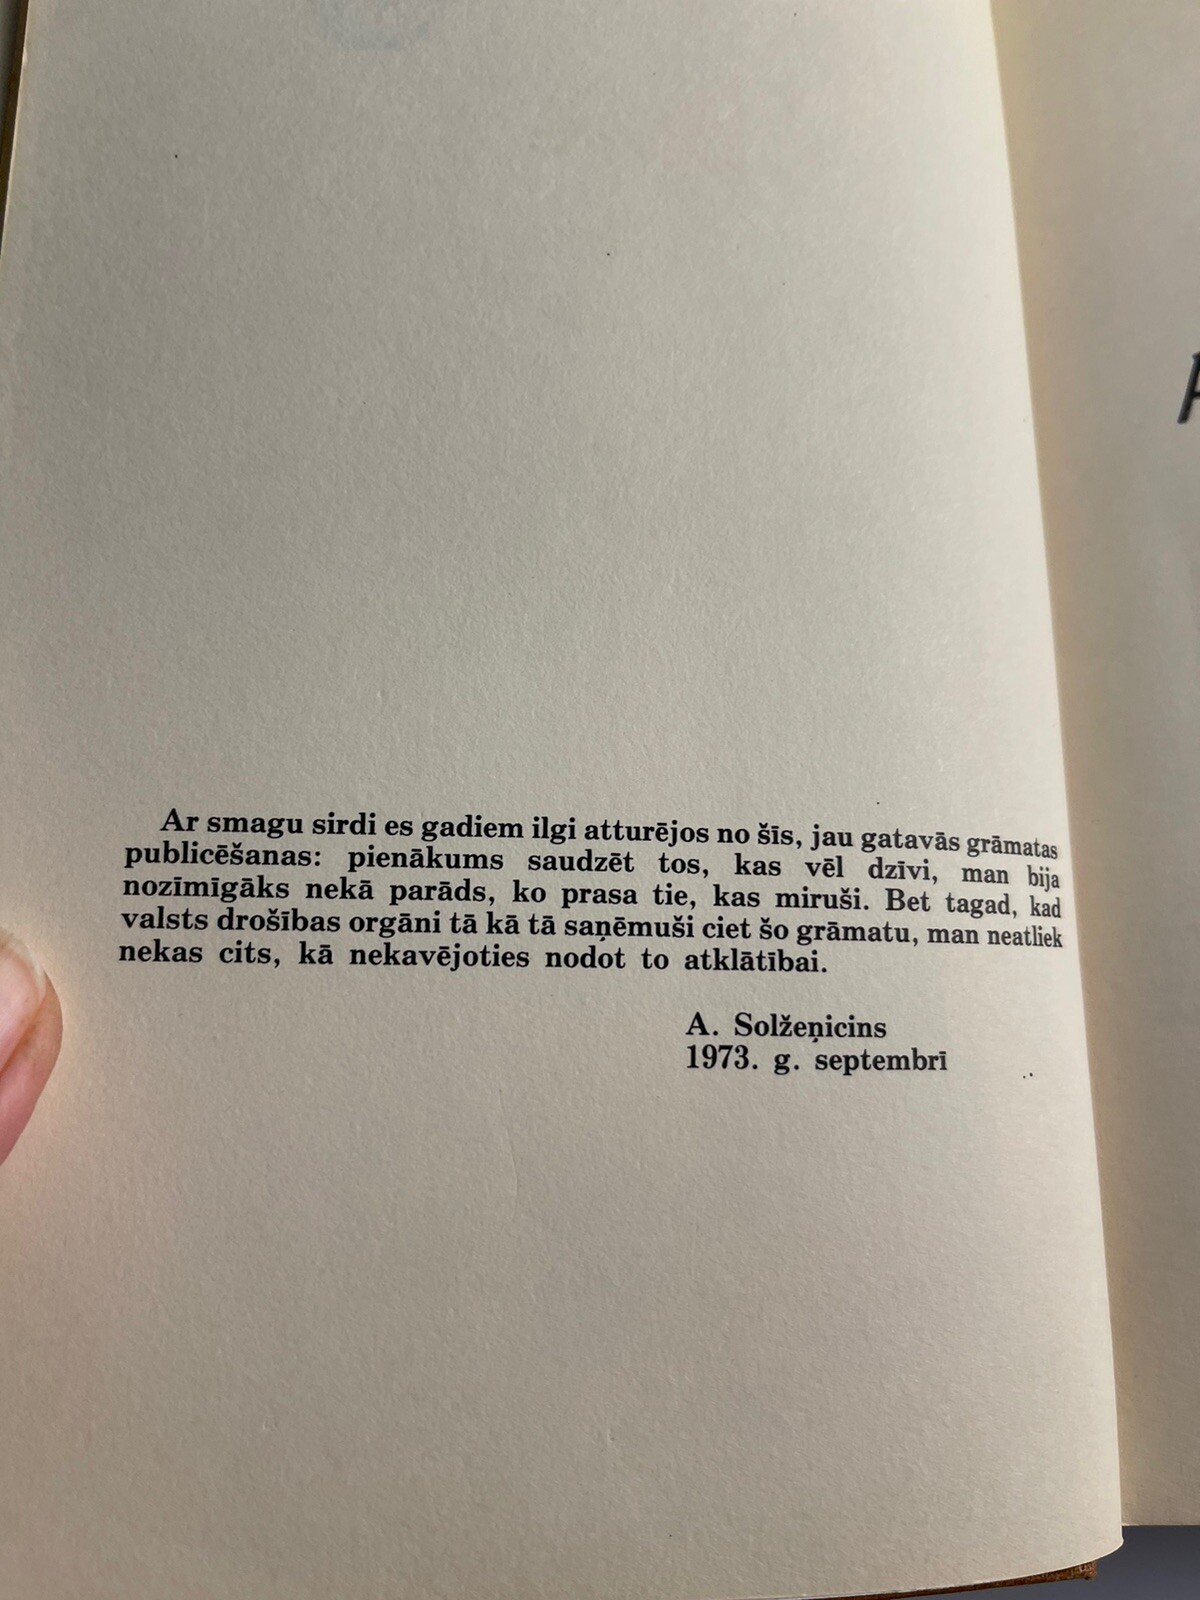 Ar smagu sirdi es gadiem ilgi atturējos no šīs, jau gatavās grāmatas
publicēšanas: pienākums saudzēt tos, kas vēl dzīvi, man bija
nozīmīgāks nekā parāds, ko prasa tie, kas miruši. Bet tagad, kad
valsts drošības orgāni tā kā tā saņēmuši ciet šo grāmatu, man neatliek
nekas cits, kā nekavējoties nodot to atklātībai.
A. Solžeņicins
1973. g. septembrī